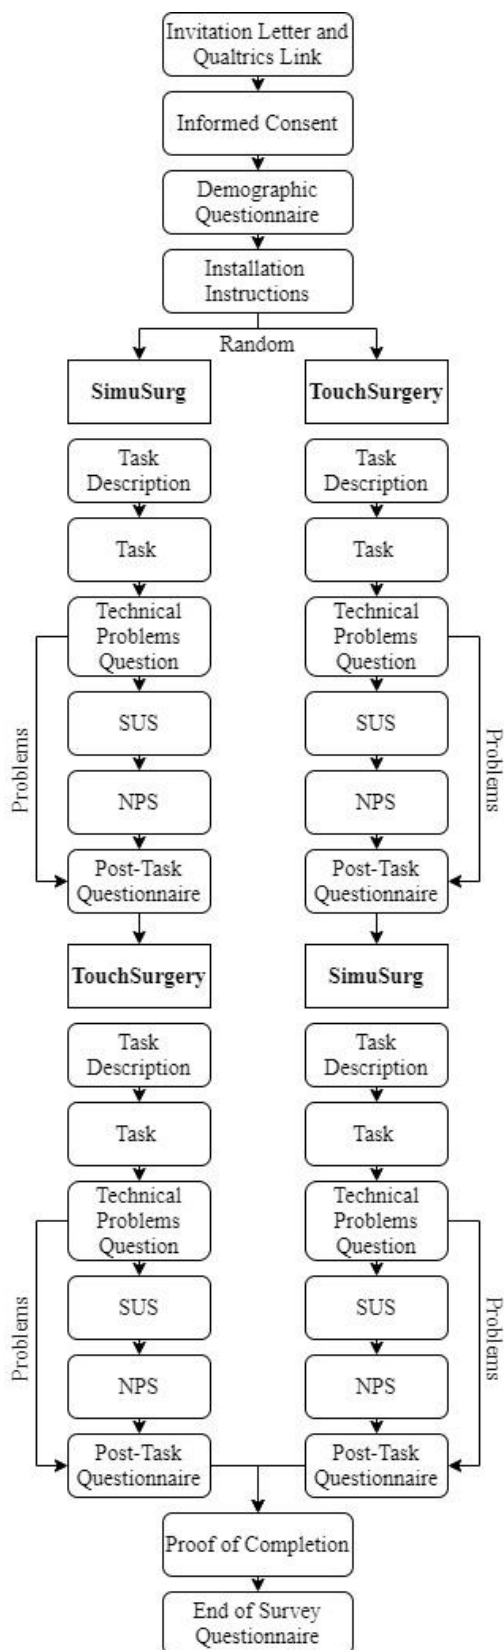 Invitation Letter and
Qualtrics Link
Informed Consent
Demographic
Questionnaire
Installation
Instructions
Random
SimuSurg
TouchSurgery
Task
Description
Task
Description
Task
Task
Technical
Problems
Question
Technical
Problems
Question
Problems
SUS
SUS
Problems
NPS
NPS
Post-Task
Questionnaire
Post-Task
Questionnaire
TouchSurgery
SimuSurg
Task
Description
Task
Description
Task
Task
Technical
Problems
Question
Technical
Problems
Question
Problems
SUS
SUS
Problems
NPS
NPS
Post-Task
Questionnaire
Post-Task
Questionnaire
Proof of Completion
End of Survey
Questionnaire